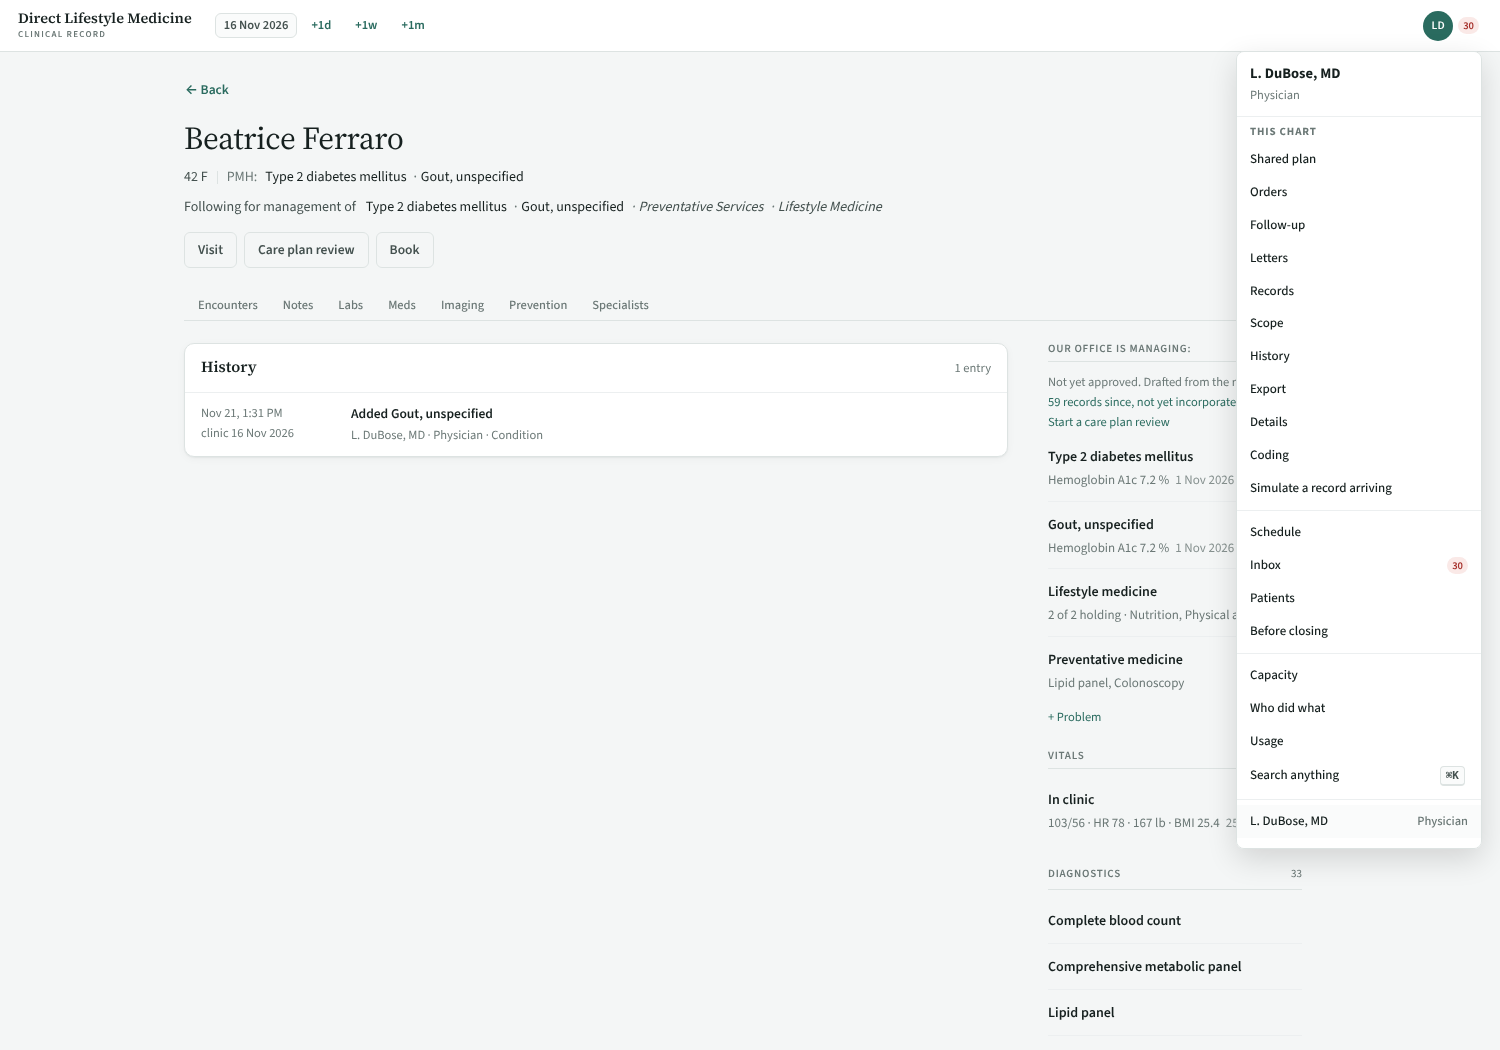 Direct Lifestyle Medicine
CLINICAL RECORD
16 Nov 2026
+1d
+1w
+1m
LD
30
← Back
Beatrice Ferraro
42 F PMH: Type 2 diabetes mellitus · Gout, unspecified
Following for management of Type 2 diabetes mellitus · Gout, unspecified · Preventative Services · Lifestyle Medicine
Visit
Care plan review
Book
Encounters
Notes
Labs
Meds
Imaging
Prevention
Specialists
History
1 entry
Nov 21, 1:31 PM
clinic 16 Nov 2026
Added Gout, unspecified
L. DuBose, MD · Physician · Condition
OUR OFFICE IS MANAGING:
Not yet approved. Drafted from the r
59 records since, not yet incorporate
Start a care plan review
Type 2 diabetes mellitus
Hemoglobin A1c 7.2 % 1 Nov 2026
Gout, unspecified
Hemoglobin A1c 7.2 % 1 Nov 2026
Lifestyle medicine
2 of 2 holding · Nutrition, Physical a
Preventative medicine
Lipid panel, Colonoscopy
+ Problem
VITALS
In clinic
103/56 · HR 78 · 167 lb · BMI 25.4 25
DIAGNOSTICS
33
Complete blood count
Comprehensive metabolic panel
Lipid panel
L. DuBose, MD
Physician
THIS CHART
Shared plan
Orders
Follow-up
Letters
Records
Scope
History
Export
Details
Coding
Simulate a record arriving
Schedule
Inbox
30
Patients
Before closing
Capacity
Who did what
Usage
Search anything
⌘K
L. DuBose, MD
Physician